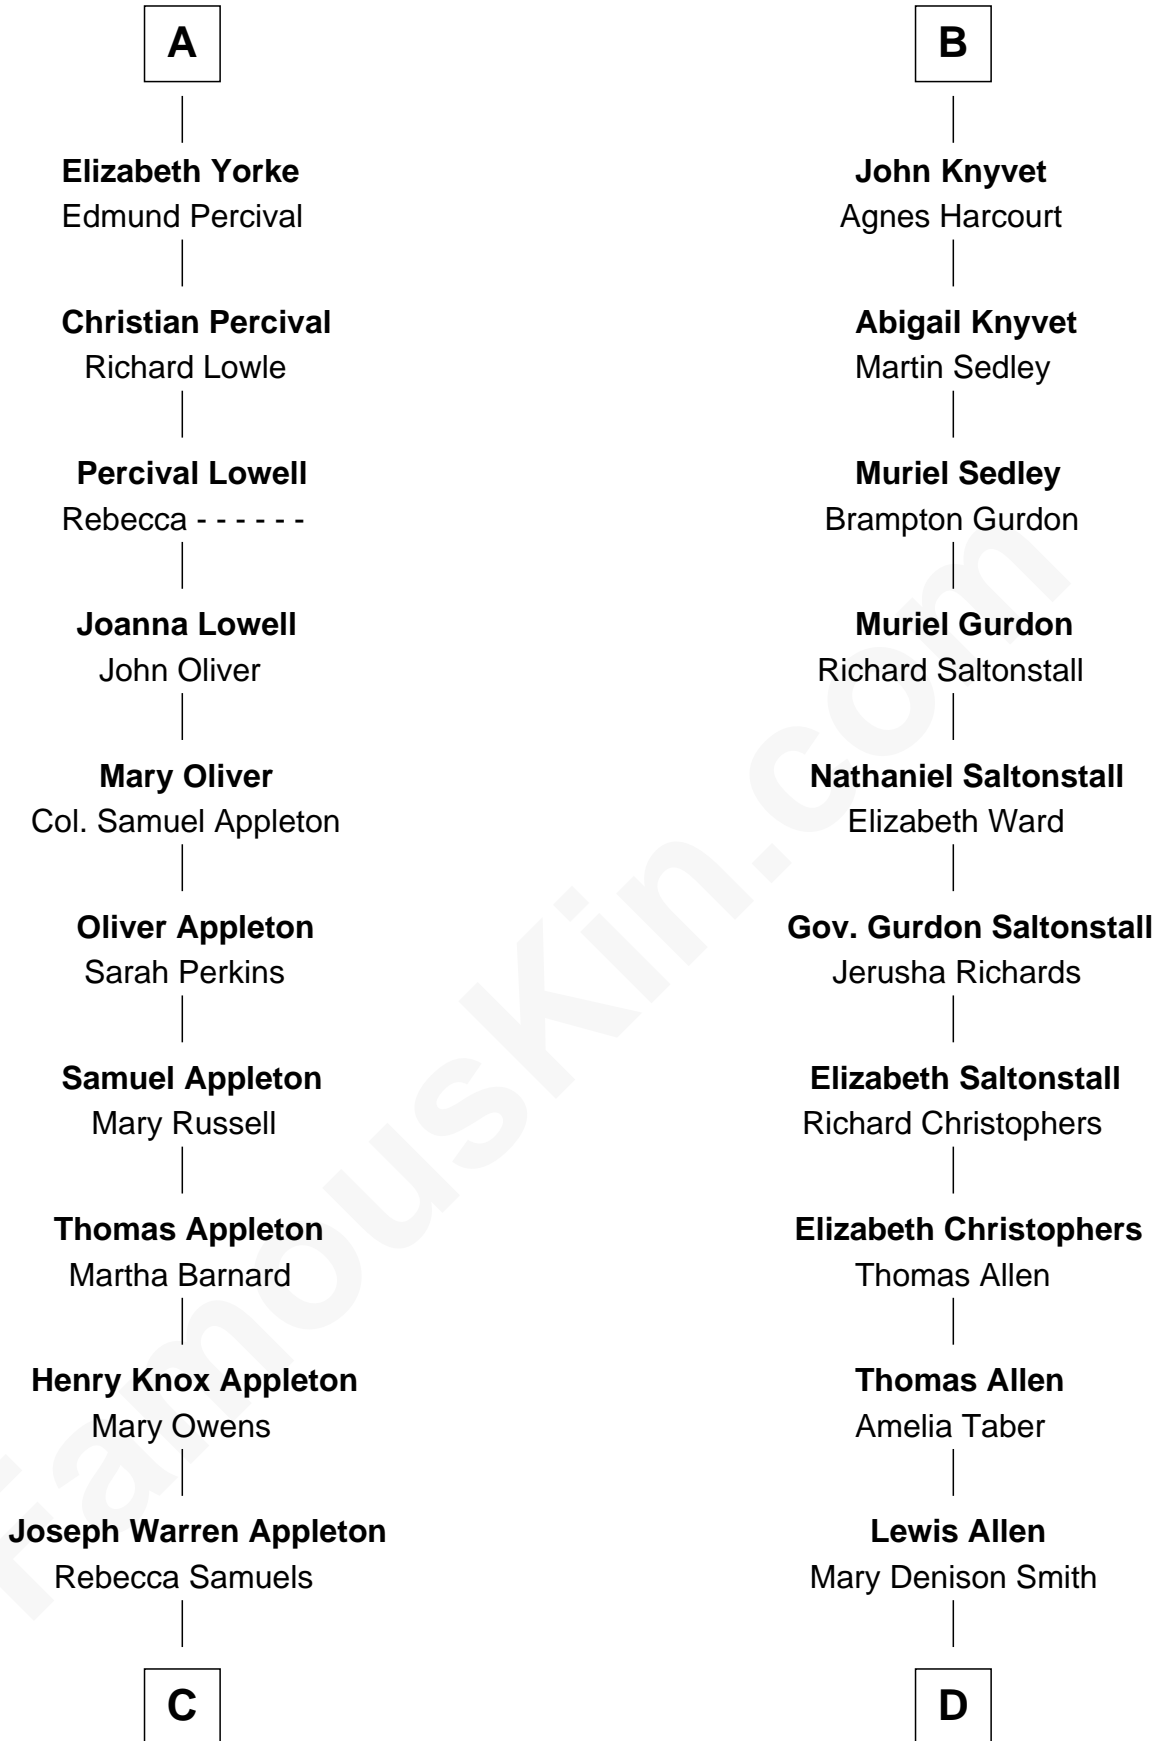 A
Elizabeth Yorke
Edmund Percival
Christian Percival
Richard Lowle
Percival Lowell
Rebecca - - - - - -
Joanna Lowell
John Oliver
Mary Oliver
Col. Samuel Appleton
Oliver Appleton
Sarah Perkins
Samuel Appleton
Mary Russell
Thomas Appleton
Martha Barnard
Henry Knox Appleton
Mary Owens
Joseph Warren Appleton
Rebecca Samuels
C
B
John Knyvet
Agnes Harcourt
Abigail Knyvet
Martin Sedley
Muriel Sedley
Brampton Gurdon
Muriel Gurdon
Richard Saltonstall
Nathaniel Saltonstall
Elizabeth Ward
Gov. Gurdon Saltonstall
Jerusha Richards
Elizabeth Saltonstall
Richard Christophers
Elizabeth Christophers
Thomas Allen
Thomas Allen
Amelia Taber
Lewis Allen
Mary Denison Smith
D
FamousKin.com